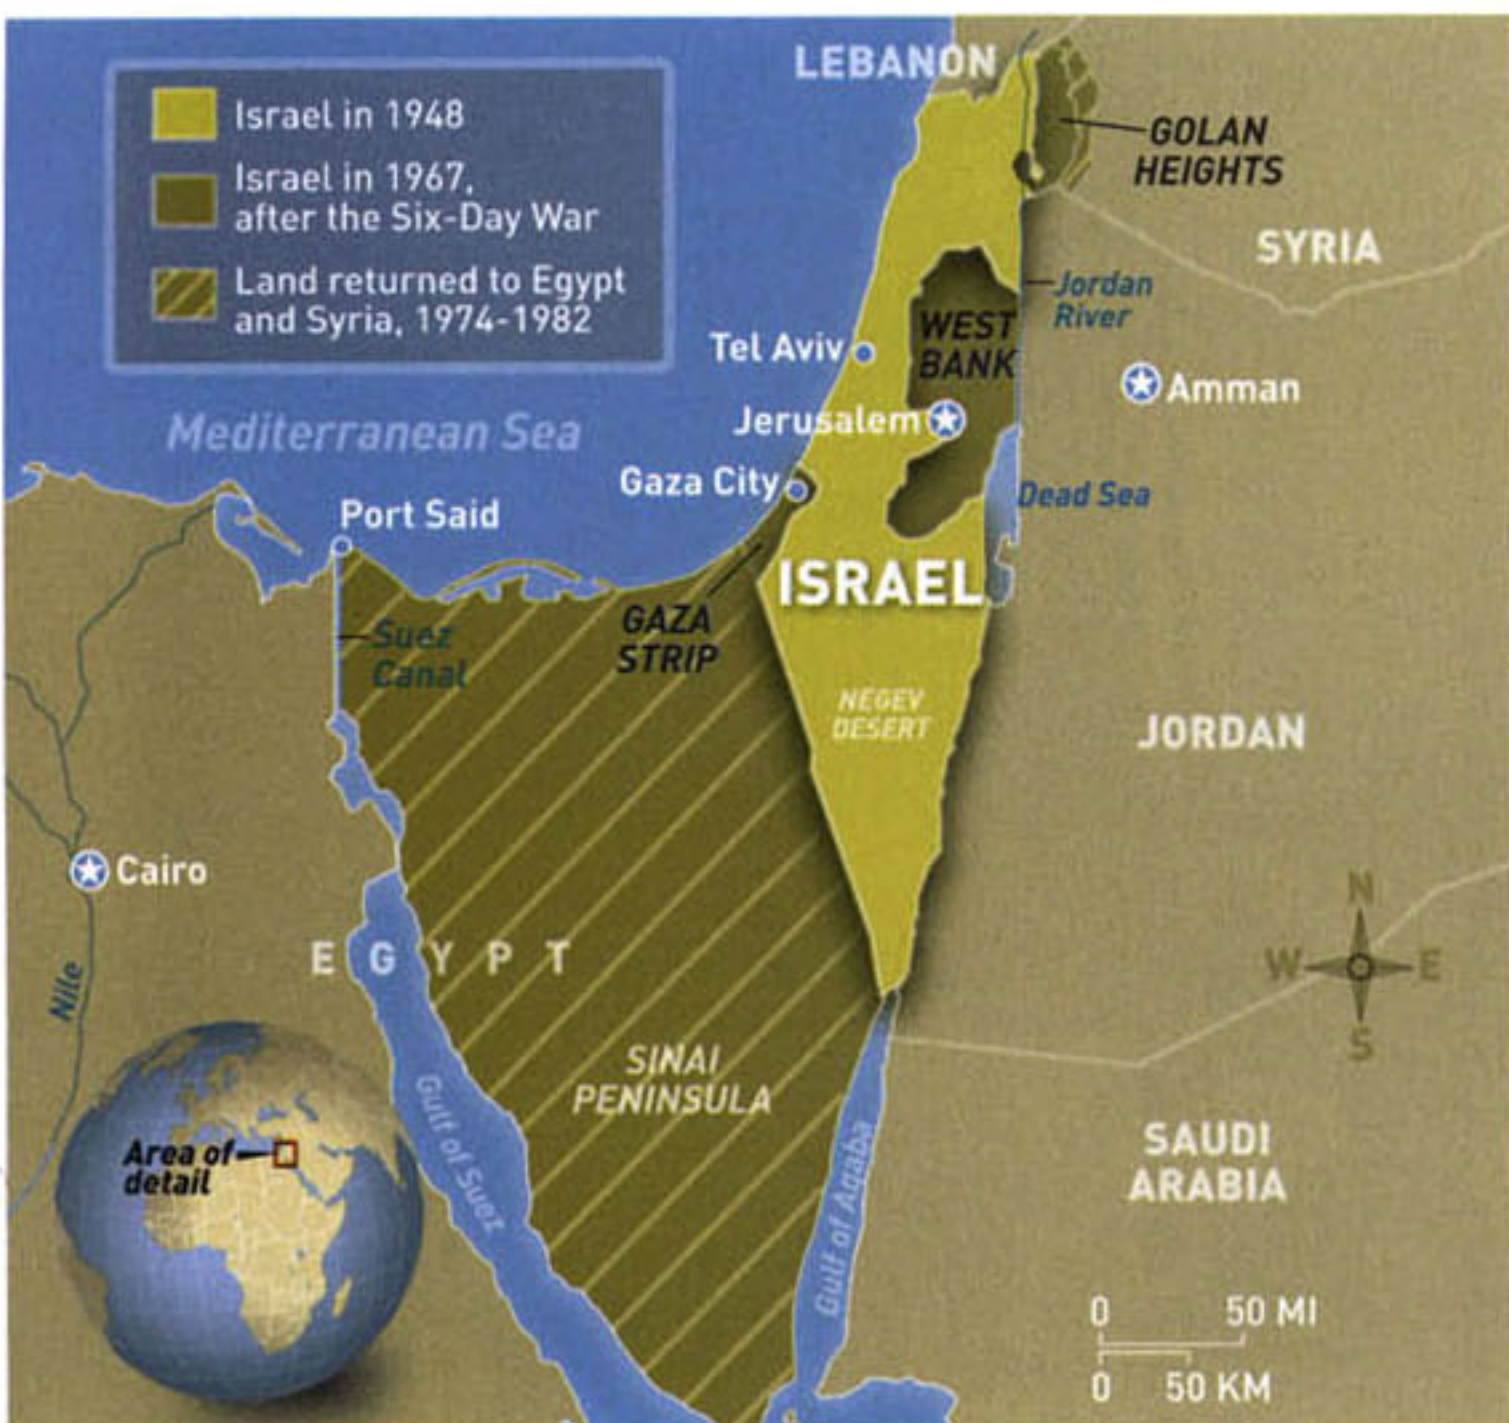 Israel in 1948
Israel in 1967,
after the Six-Day War
Land returned to Egypt
and Syria, 1974-1982
LEBANON
GOLAN
HEIGHTS
SYRIA
Jordan
River
WEST
BANK
Tel Aviv
Amman
Jerusalem
Mediterranean Sea
Gaza City
Dead Sea
Port Said
ISRAEL
GAZA
STRIP
Suez
Canal
NEGEV
DESERT
JORDAN
Cairo
N
W E
S
EGYPT
Nile
SINAI
PENINSULA
Gulf of Suez
Gulf of Aqaba
Area of
detail
SAUDI
ARABIA
0 50 MI
0 50 KM